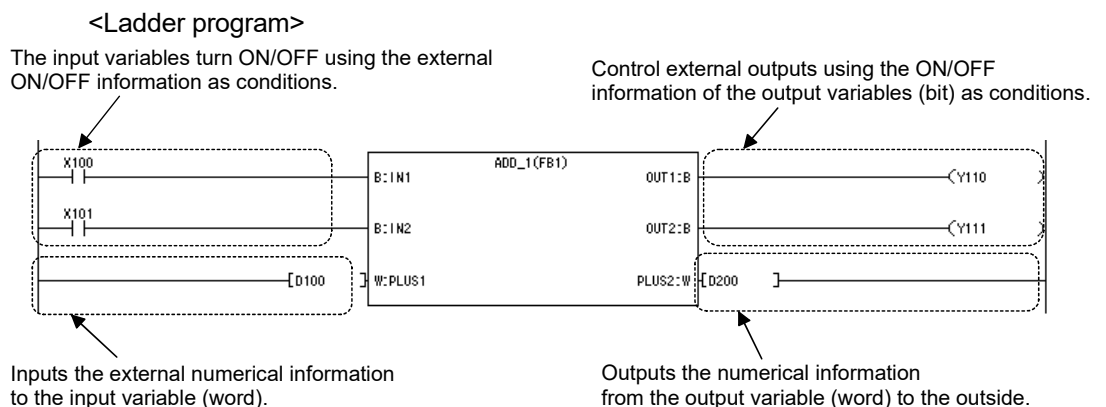 <Ladder program>
The input variables turn ON/OFF using the external
ON/OFF information as conditions.
Control external outputs using the ON/OFF
information of the output variables (bit) as conditions.
X100
ADD_1(FB1)
B:IN1
OUT1:B
(Y110 )
X101
B:IN2
OUT2:B
(Y111 )
[D100 ]
W:PLUS1
PLUS2:W
[D200 ]
Inputs the external numerical information
to the input variable (word).
Outputs the numerical information
from the output variable (word) to the outside.